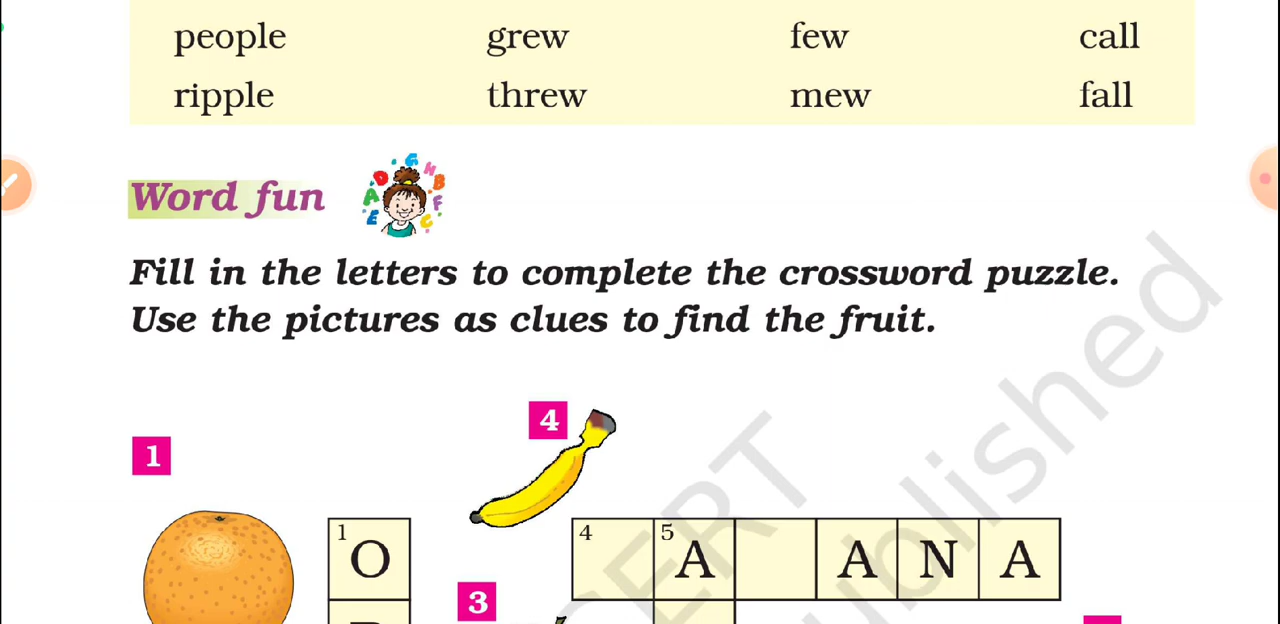 people grew few call
ripple threw mew fall
Word fun
Fill in the letters to complete the crossword puzzle.
Use the pictures as clues to find the fruit.
4
1
1 O
4 5 A A N A
3